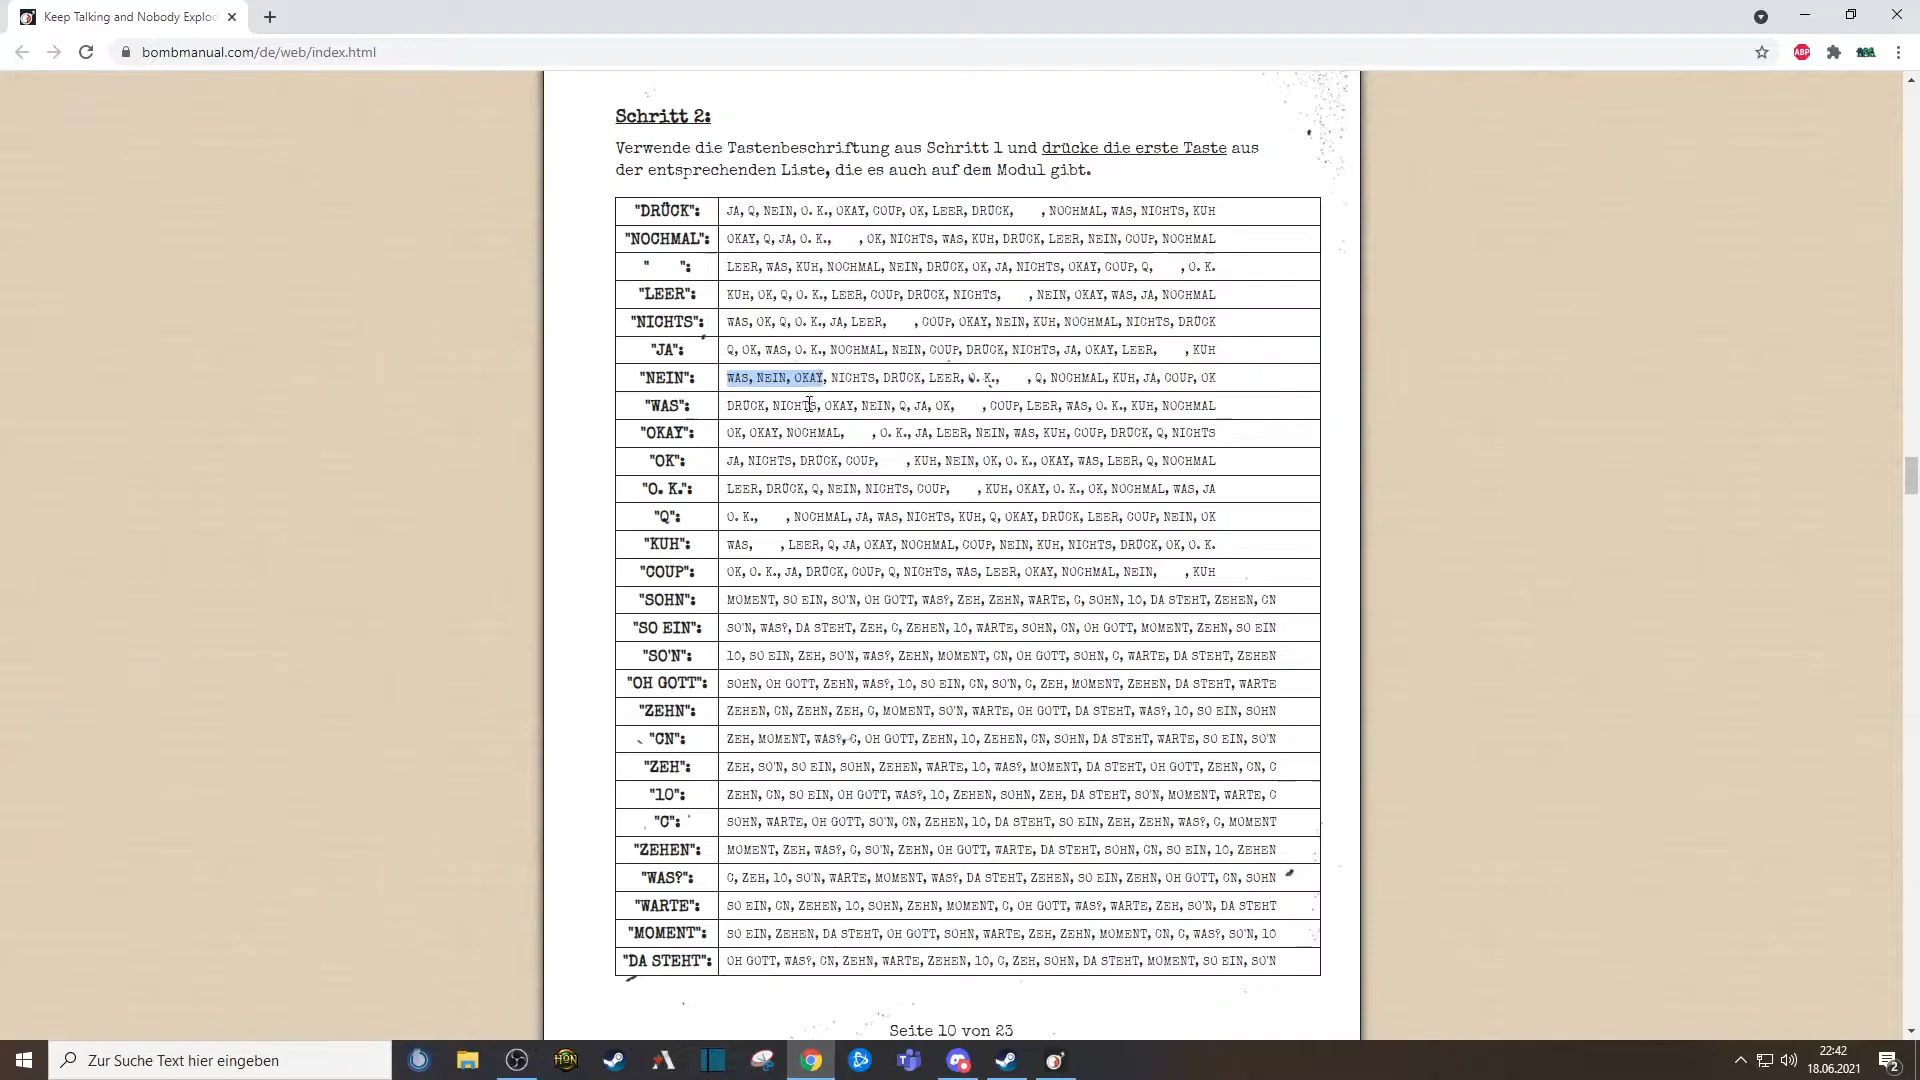 Keep Talking and Nobody Explod
bombmanual.com/de/web/index.html
ABP
Schritt 2:
Verwende die Tastenbeschriftung aus Schritt 1 und drücke die erste Taste aus
der entsprechenden Liste, die es auch auf dem Modul gibt.
"DRÜCK": JA, Q, NEIN, O. K., OKAY, COUP, OK, LEER, DRÜCK, , NOCHMAL, WAS, NICHTS, KUH
"NOCHMAL": OKAY, Q, JA, O. K., , OK, NICHTS, WAS, KUH, DRÜCK, LEER, NEIN, COUP, NOCHMAL
" ": LEER, WAS, KUH, NOCHMAL, NEIN, DRÜCK, OK, JA, NICHTS, OKAY, COUP, Q, , O. K.
"LEER": KUH, OK, Q, O. K., LEER, COUP, DRÜCK, NICHTS, , NEIN, OKAY, WAS, JA, NOCHMAL
"NICHTS": WAS, OK, Q, O. K., JA, LEER, , COUP, OKAY, NEIN, KUH, NOCHMAL, NICHTS, DRÜCK
"JA": Q, OK, WAS, O. K., NOCHMAL, NEIN, COUP, DRÜCK, NICHTS, JA, OKAY, LEER, , KUH
"NEIN": WAS, NEIN, OKAY, NICHTS, DRÜCK, LEER, O. K., , Q, NOCHMAL, KUH, JA, COUP, OK
"WAS": DRÜCK, NICHTS, OKAY, NEIN, Q, JA, OK, , COUP, LEER, WAS, O. K., KUH, NOCHMAL
"OKAY": OK, OKAY, NOCHMAL, , O. K., JA, LEER, NEIN, WAS, KUH, COUP, DRÜCK, Q, NICHTS
"OK": JA, NICHTS, DRÜCK, COUP, , KUH, NEIN, OK, O. K., OKAY, WAS, LEER, Q, NOCHMAL
"O. K.": LEER, DRÜCK, Q, NEIN, NICHTS, COUP, , KUH, OKAY, O. K., OK, NOCHMAL, WAS, JA
"Q": O. K., , NOCHMAL, JA, WAS, NICHTS, KUH, Q, OKAY, DRÜCK, LEER, COUP, NEIN, OK
"KUH": WAS, , LEER, Q, JA, OKAY, NOCHMAL, COUP, NEIN, KUH, NICHTS, DRÜCK, OK, O. K.
"COUP": OK, O. K., JA, DRÜCK, COUP, Q, NICHTS, WAS, LEER, OKAY, NOCHMAL, NEIN, , KUH
"SOHN": MOMENT, SO EIN, SO'N, OH GOTT, WAS?, ZEH, ZEHN, WARTE, C, SOHN, 10, DA STEHT, ZEHEN, CN
"SO EIN": SO'N, WAS?, DA STEHT, ZEH, C, ZEHEN, 10, WARTE, SOHN, CN, OH GOTT, MOMENT, ZEHN, SO EIN
"SO'N": 10, SO EIN, ZEH, SO'N, WAS?, ZEHN, MOMENT, CN, OH GOTT, SOHN, C, WARTE, DA STEHT, ZEHEN
"OH GOTT": SOHN, OH GOTT, ZEHN, WAS?, 10, SO EIN, CN, SO'N, C, ZEH, MOMENT, ZEHEN, DA STEHT, WARTE
"ZEHN": ZEHEN, CN, ZEHN, ZEH, C, MOMENT, SO'N, WARTE, OH GOTT, DA STEHT, WAS?, 10, SO EIN, SOHN
"CN": ZEH, MOMENT, WAS?, C, OH GOTT, ZEHN, 10, ZEHEN, CN, SOHN, DA STEHT, WARTE, SO EIN, SO'N
"ZEH": ZEH, SO'N, SO EIN, SOHN, ZEHEN, WARTE, 10, WAS?, MOMENT, DA STEHT, OH GOTT, ZEHN, CN, C
"10": ZEHN, CN, SO EIN, OH GOTT, WAS?, 10, ZEHEN, SOHN, ZEH, DA STEHT, SO'N, MOMENT, WARTE, C
"C": SOHN, WARTE, OH GOTT, SO'N, CN, ZEHEN, 10, DA STEHT, SO EIN, ZEH, ZEHN, WAS?, C, MOMENT
"ZEHEN": MOMENT, ZEH, WAS?, C, SO'N, ZEHN, OH GOTT, WARTE, DA STEHT, SOHN, CN, SO EIN, 10, ZEHEN
"WAS?": C, ZEH, 10, SO'N, WARTE, MOMENT, WAS?, DA STEHT, ZEHEN, SO EIN, ZEHN, OH GOTT, CN, SOHN
"WARTE": SO EIN, CN, ZEHEN, 10, SOHN, ZEHN, MOMENT, C, OH GOTT, WAS?, WARTE, ZEH, SO'N, DA STEHT
"MOMENT": SO EIN, ZEHEN, DA STEHT, OH GOTT, SOHN, WARTE, ZEH, ZEHN, MOMENT, CN, C, WAS?, SO'N, 10
"DA STEHT": OH GOTT, WAS?, CN, ZEHN, WARTE, ZEHEN, 10, C, ZEH, SOHN, DA STEHT, MOMENT, SO EIN, SO'N
Seite 10 von 23
Zur Suche Text hier eingeben
HON
22:42
18.06.2021
2